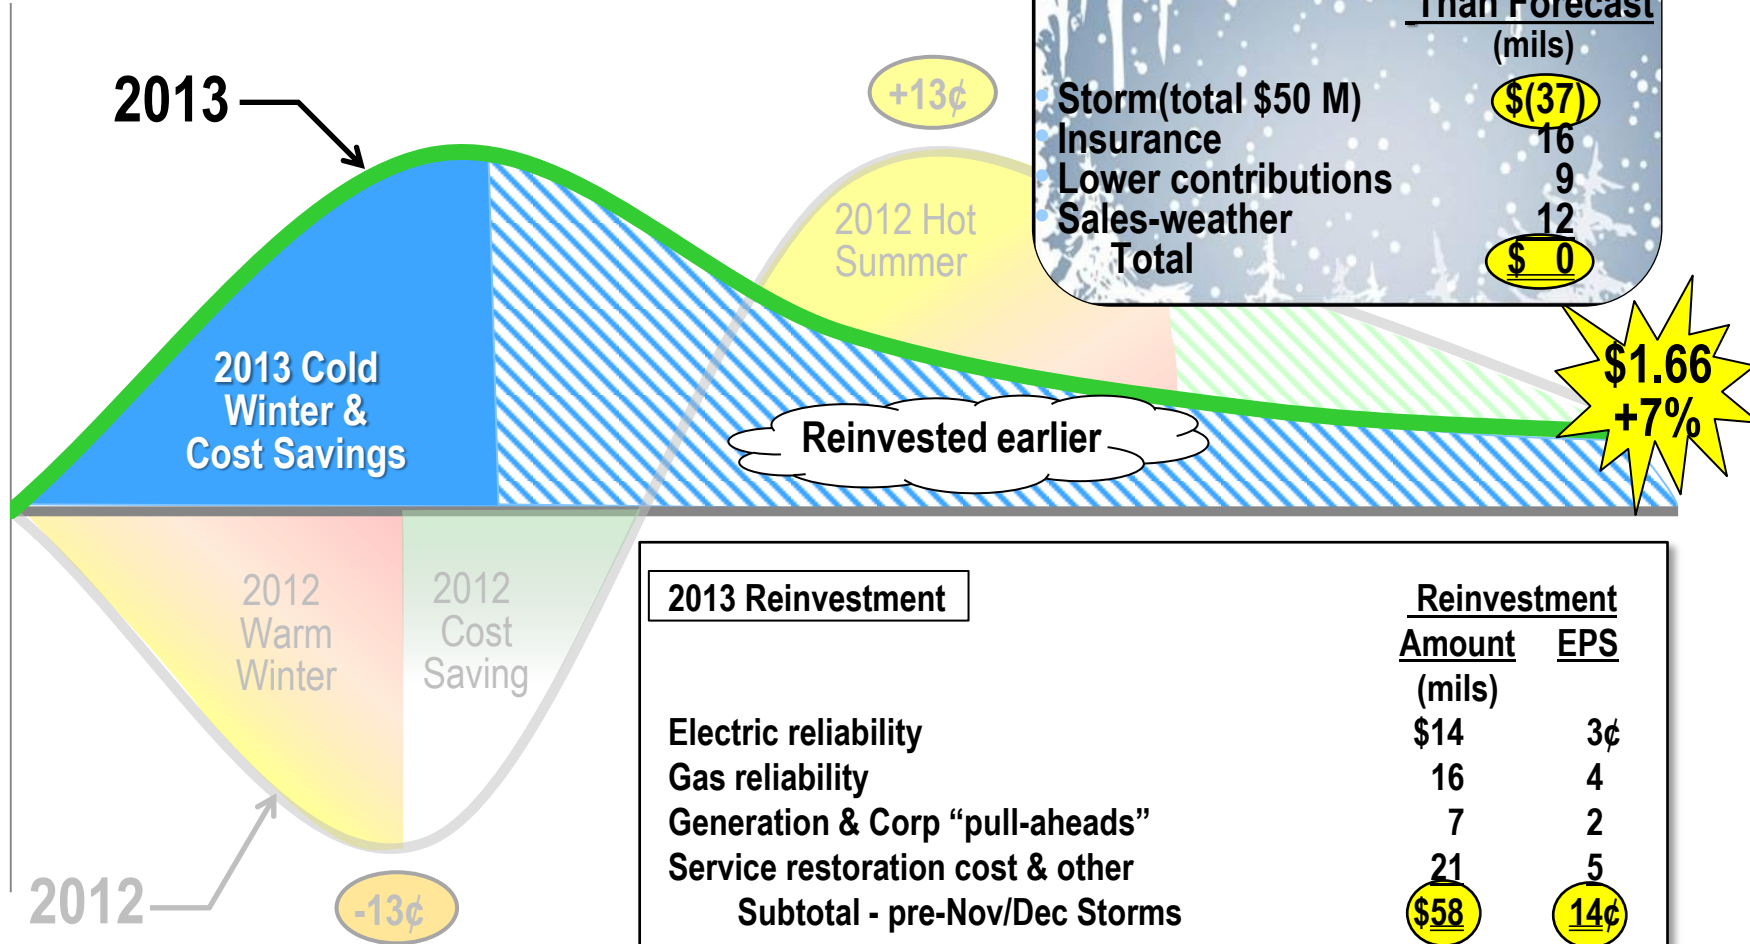 Than Forecast
(mils)
Storm(total $50 M) $(37)
Insurance 16
Lower contributions 9
Sales-weather 12
Total $ 0
2013
+13¢
2012 Hot
Summer
$1.66
+7%
2013 Cold
Winter &
Cost Savings
Reinvested earlier
2012
Warm
Winter
2012
Cost
Saving
2012
-13¢
2013 Reinvestment Reinvestment
Amount EPS
(mils)
Electric reliability $14 3¢
Gas reliability 16 4
Generation & Corp “pull-aheads” 7 2
Service restoration cost & other 21 5
Subtotal - pre-Nov/Dec Storms $58 14¢